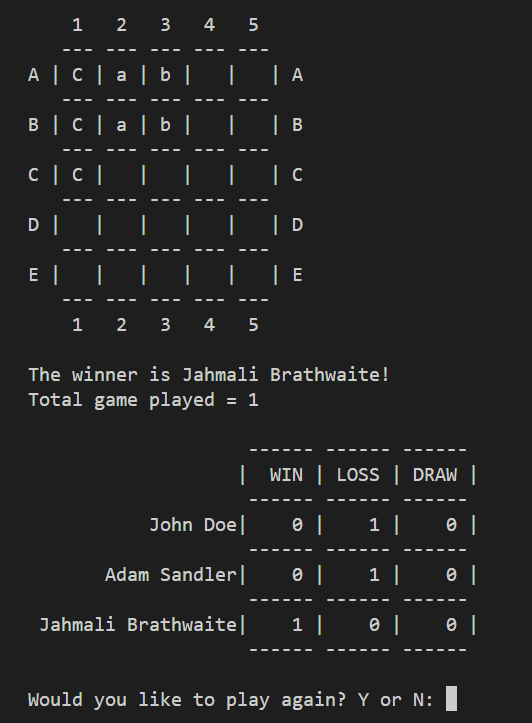 1   2   3   4   5
   --- --- --- --- ---
A | C | a | b |   |   | A
   --- --- --- --- ---
B | C | a | b |   |   | B
   --- --- --- --- ---
C | C |   |   |   |   | C
   --- --- --- --- ---
D |   |   |   |   |   | D
   --- --- --- --- ---
E |   |   |   |   |   | E
   --- --- --- --- ---
    1   2   3   4   5
The winner is Jahmali Brathwaite!
Total game played = 1
                    ------ ------ ------
                   |  WIN | LOSS | DRAW |
                    ------ ------ ------
           John Doe|    0 |    1 |    0 |
                    ------ ------ ------
       Adam Sandler|    0 |    1 |    0 |
                    ------ ------ ------
 Jahmali Brathwaite|    1 |    0 |    0 |
                    ------ ------ ------
Would you like to play again? Y or N: